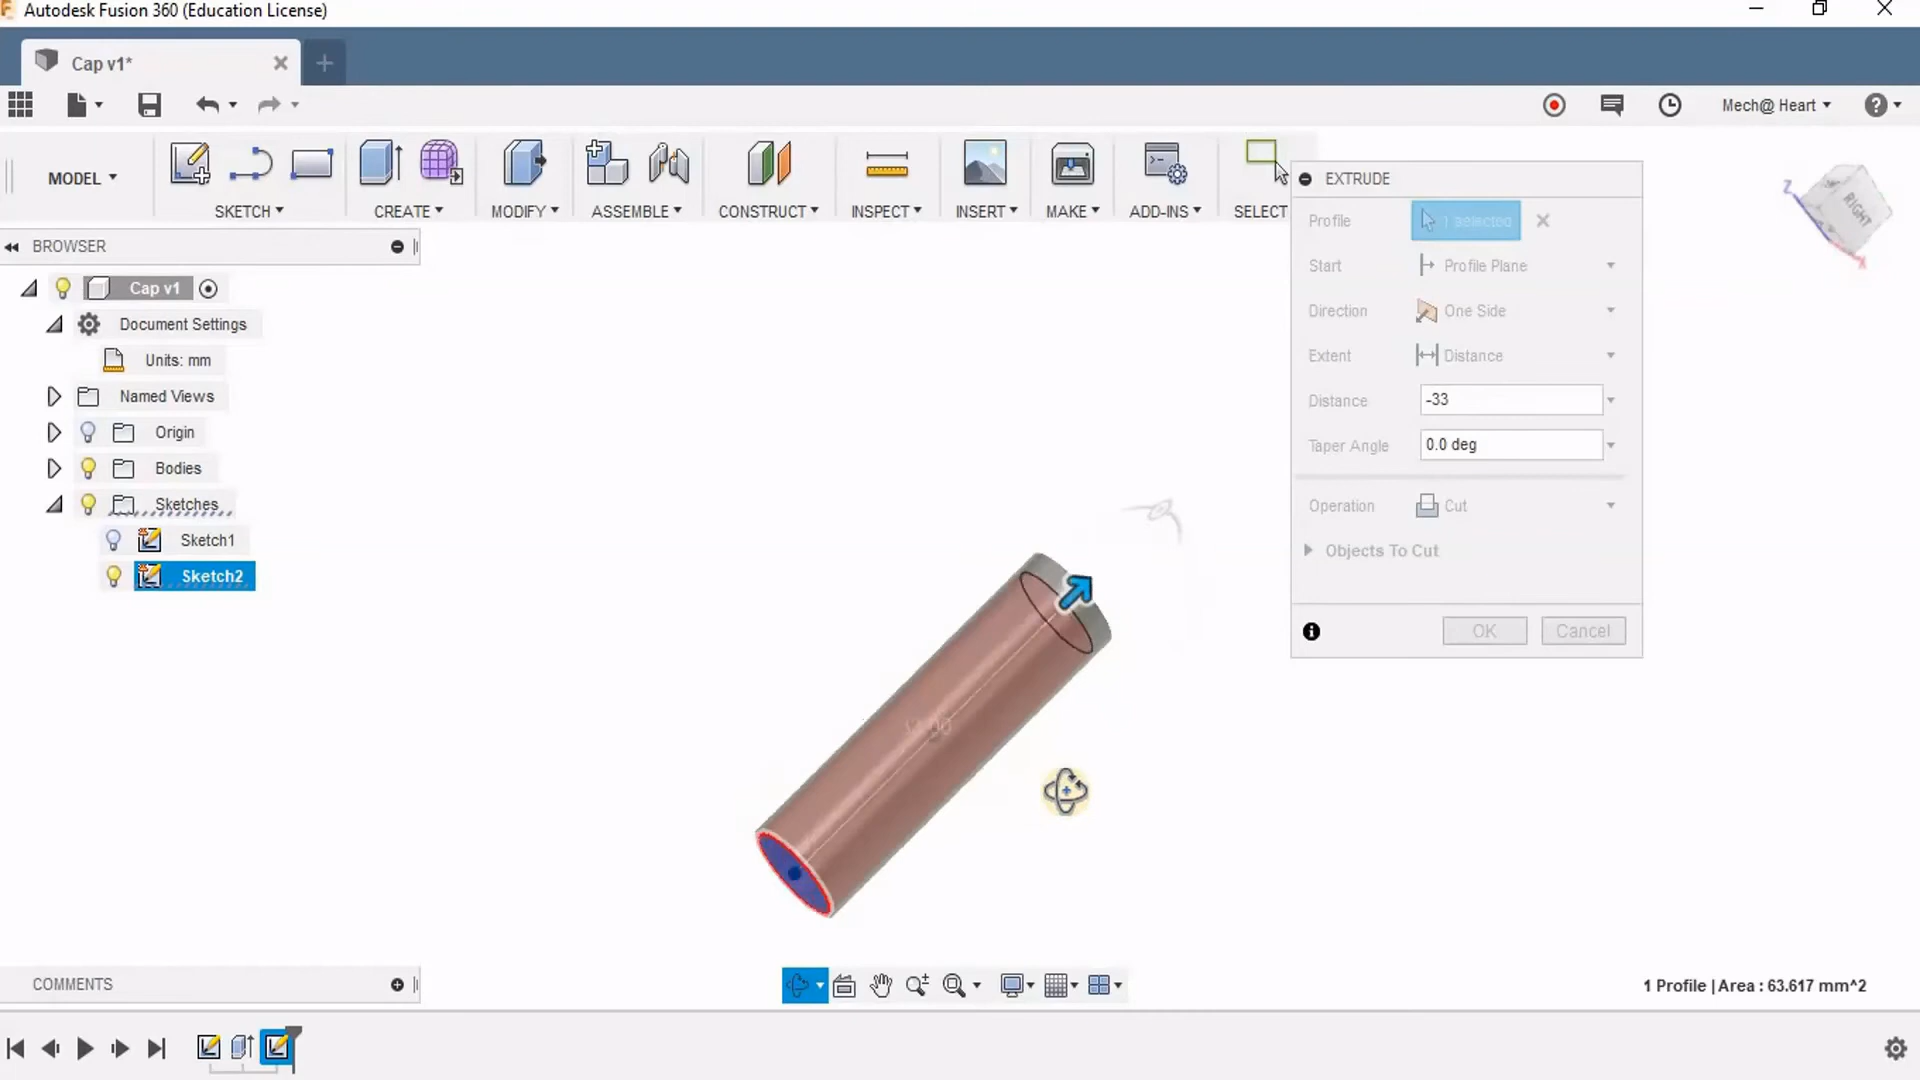 Autodesk Fusion 360 (Education License)
Cap v1*
Mech@ Heart
MODEL
SKETCH
CREATE
MODIFY
ASSEMBLE
CONSTRUCT
INSPECT
INSERT
MAKE
ADD-INS
SELECT
BROWSER
Cap v1
Document Settings
Units: mm
Named Views
Origin
Bodies
Sketches
Sketch1
Sketch2
EXTRUDE
Profile 1 selected
Start Profile Plane
Direction One Side
Extent Distance
Distance -33
Taper Angle 0.0 deg
Operation Cut
Objects To Cut
OK Cancel
RIGHT
Z
X
COMMENTS
1 Profile | Area : 63.617 mm^2